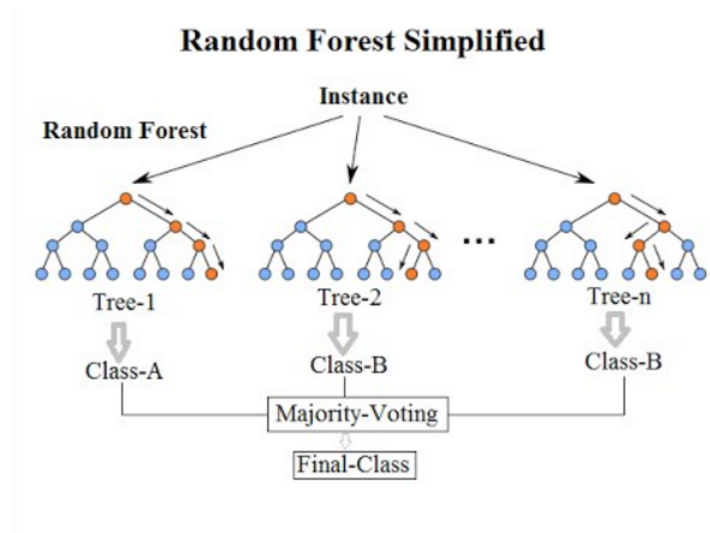 Random Forest Simplified
Instance
Random Forest
...
Tree-1
Tree-2
Tree-n
Class-A
Class-B
Class-B
Majority-Voting
Final-Class